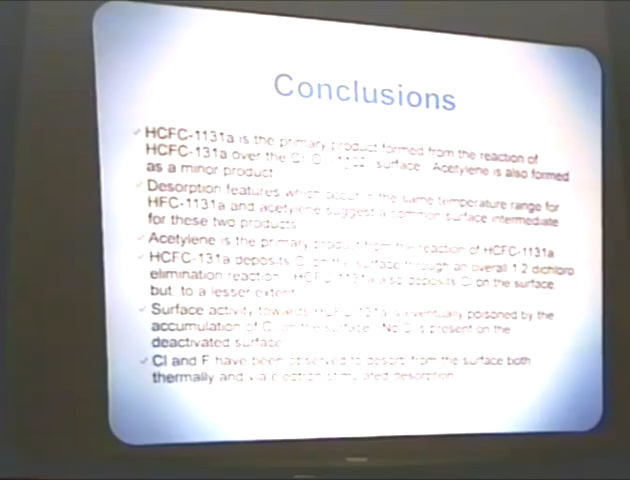 Conclusions
HCFC-1131a is the primary product formed from the reaction of
HCFC-131a over the surface. Acetylene is also formed
as a minor product
Desorption features which occur in the same temperature range for
HFC-1131a and acetylene suggest a common surface intermediate
for these two products
Acetylene is the primary product from the reaction of HCFC-1131a
HCFC-131a deposits Cl on the surface through an overall 1,2 dichloro
elimination reaction. also deposits Cl on the surface
but, to a lesser extent
Surface activity towards HCFC-131a is eventually poisoned by the
accumulation of on the surface. No is present on the
deactivated surface
Cl and F have been observed to desorb from the surface both
thermally and via electron stimulated desorption